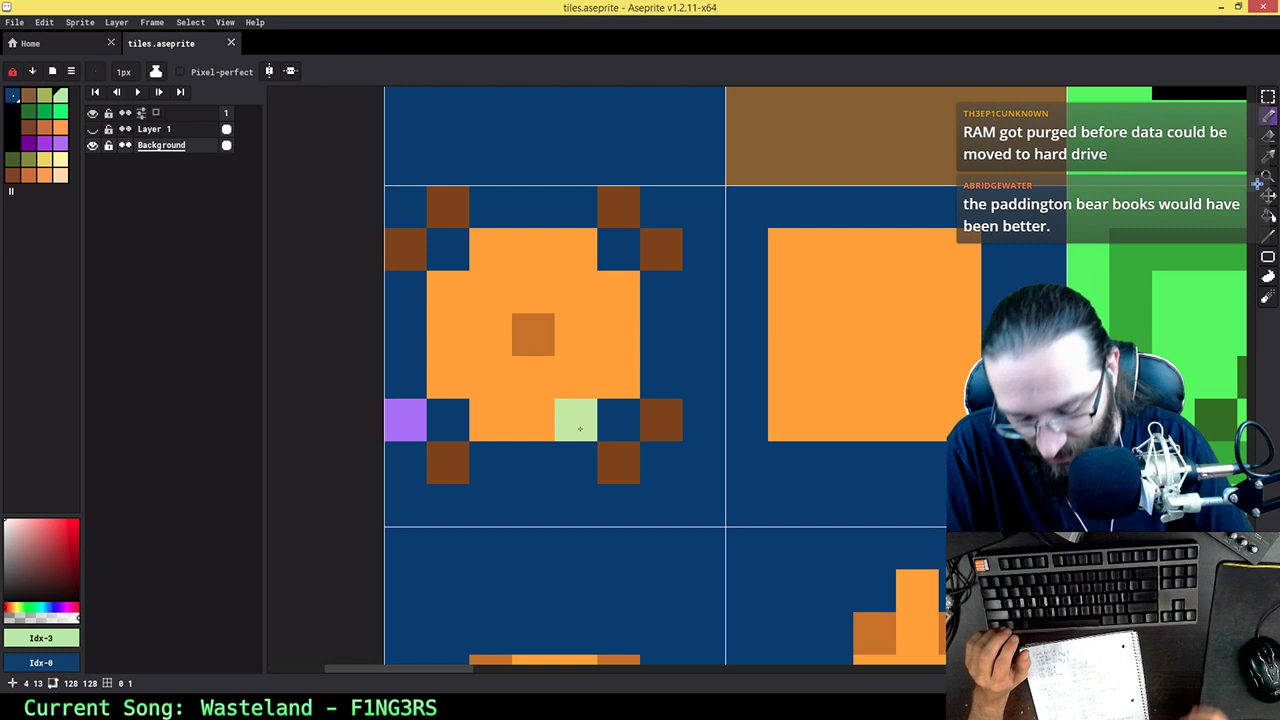 tiles.aseprite - Aseprite v1.2.11-x64
File Edit Sprite Layer Frame Select View Help
Home tiles.aseprite
1px Pixel-perfect
1
Layer 1
Background
TH3EP1CUNKN0WN
RAM got purged before data could be
moved to hard drive
ABRIDGEWATER
the paddington bear books would have
been better.
Idx-3
Idx-0
4 13 128 128 0 1
Current Song: Wasteland - F1NG3RS